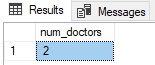 Results Messages
num_doctors
1 2